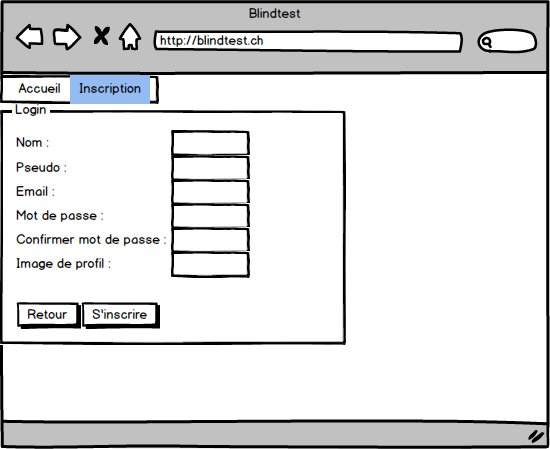 Blindtest
http://blindtest.ch
Accueil Inscription
Login
Nom :
Pseudo :
Email :
Mot de passe :
Confirmer mot de passe :
Image de profil :
Retour S'inscrire